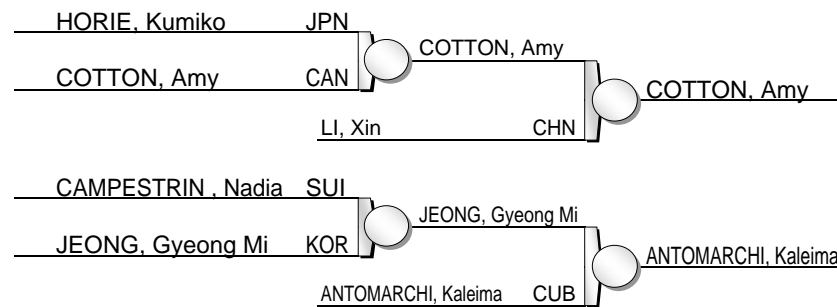 HORIE, Kumiko JPN
COTTON, Amy
COTTON, Amy CAN
COTTON, Amy
LI, Xin CHN
CAMPESTRIN , Nadia SUI
JEONG, Gyeong Mi
JEONG, Gyeong Mi KOR
ANTOMARCHI, Kaleima
ANTOMARCHI, Kaleima CUB